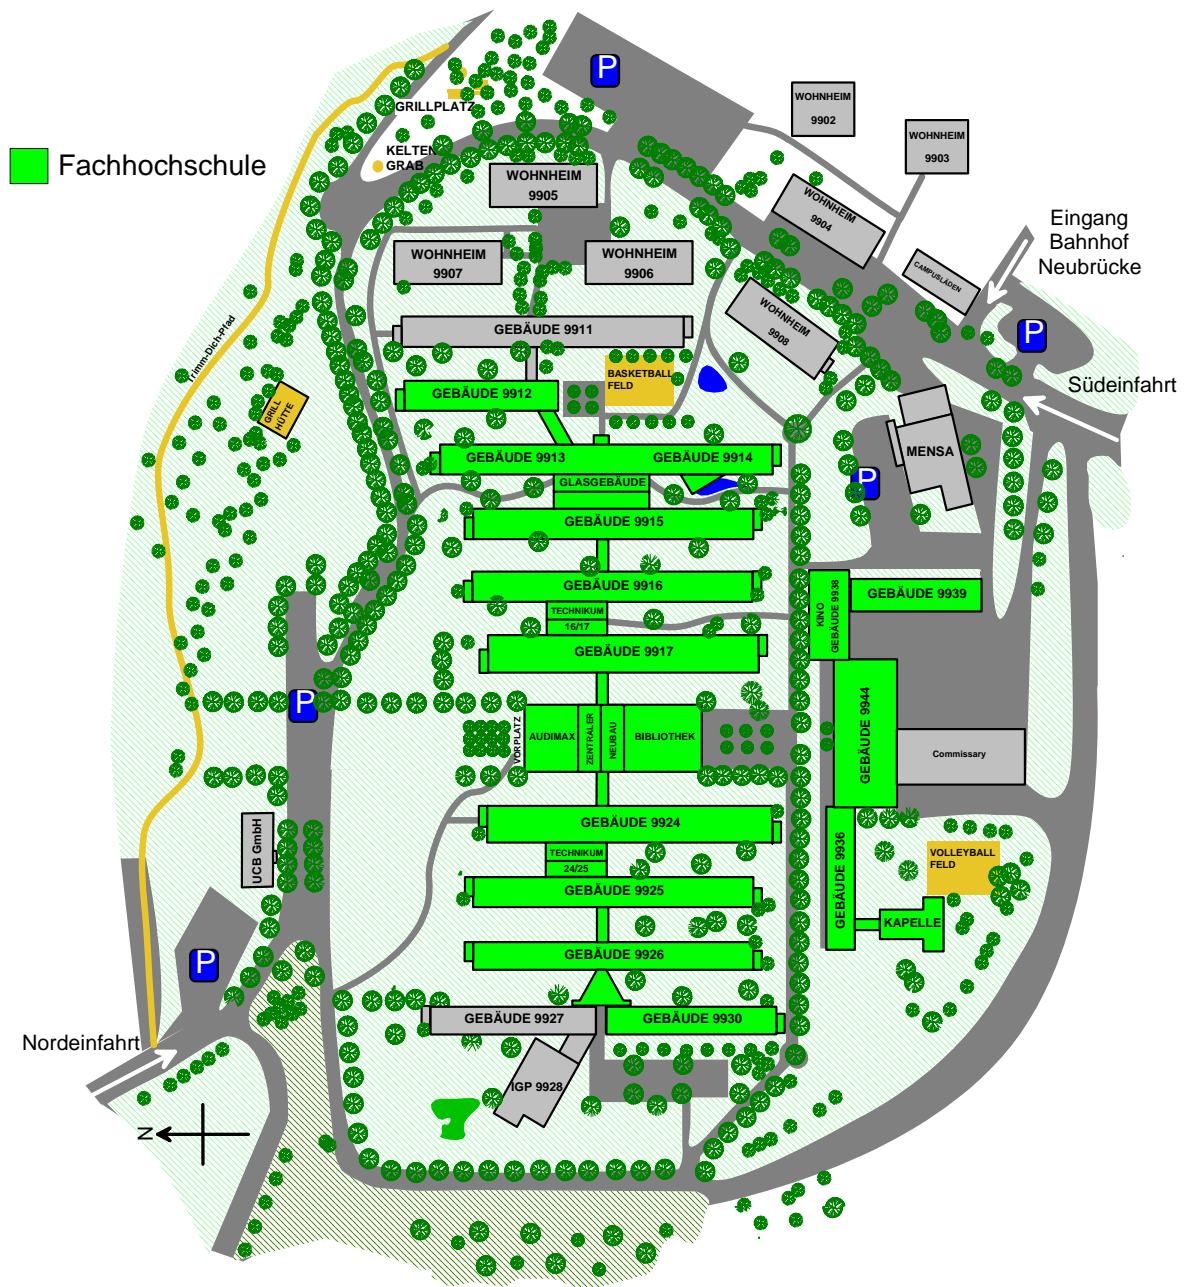 P
WOHNHEIM
9902
GRILLPLATZ
WOHNHEIM
9903
Fachhochschule
KELTEN
GRAB
WOHNHEIM
9905
WOHNHEIM
9904
Eingang
Bahnhof
Neubrücke
WOHNHEIM
9907
WOHNHEIM
9906
CAMPUSLÄDEN
WOHNHEIM
9908
P
Trimm-Dich-Pfad
GEBÄUDE 9911
BASKETBALL
FELD
Südeinfahrt
GEBÄUDE 9912
GRILL
HÜTTE
MENSA
GEBÄUDE 9913
GEBÄUDE 9914
GLASGEBÄUDE
P
GEBÄUDE 9915
GEBÄUDE 9916
KINO
GEBÄUDE 9938
GEBÄUDE 9939
TECHNIKUM
16/17
GEBÄUDE 9917
P
VORPLATZ
AUDIMAX
ZENTRALER
NEUBAU
BIBLIOTHEK
GEBÄUDE 9944
Commissary
GEBÄUDE 9924
UCB GmbH
TECHNIKUM
24/25
GEBÄUDE 9936
VOLLEYBALL
FELD
GEBÄUDE 9925
KAPELLE
GEBÄUDE 9926
P
GEBÄUDE 9927
GEBÄUDE 9930
Nordeinfahrt
IGP 9928
N